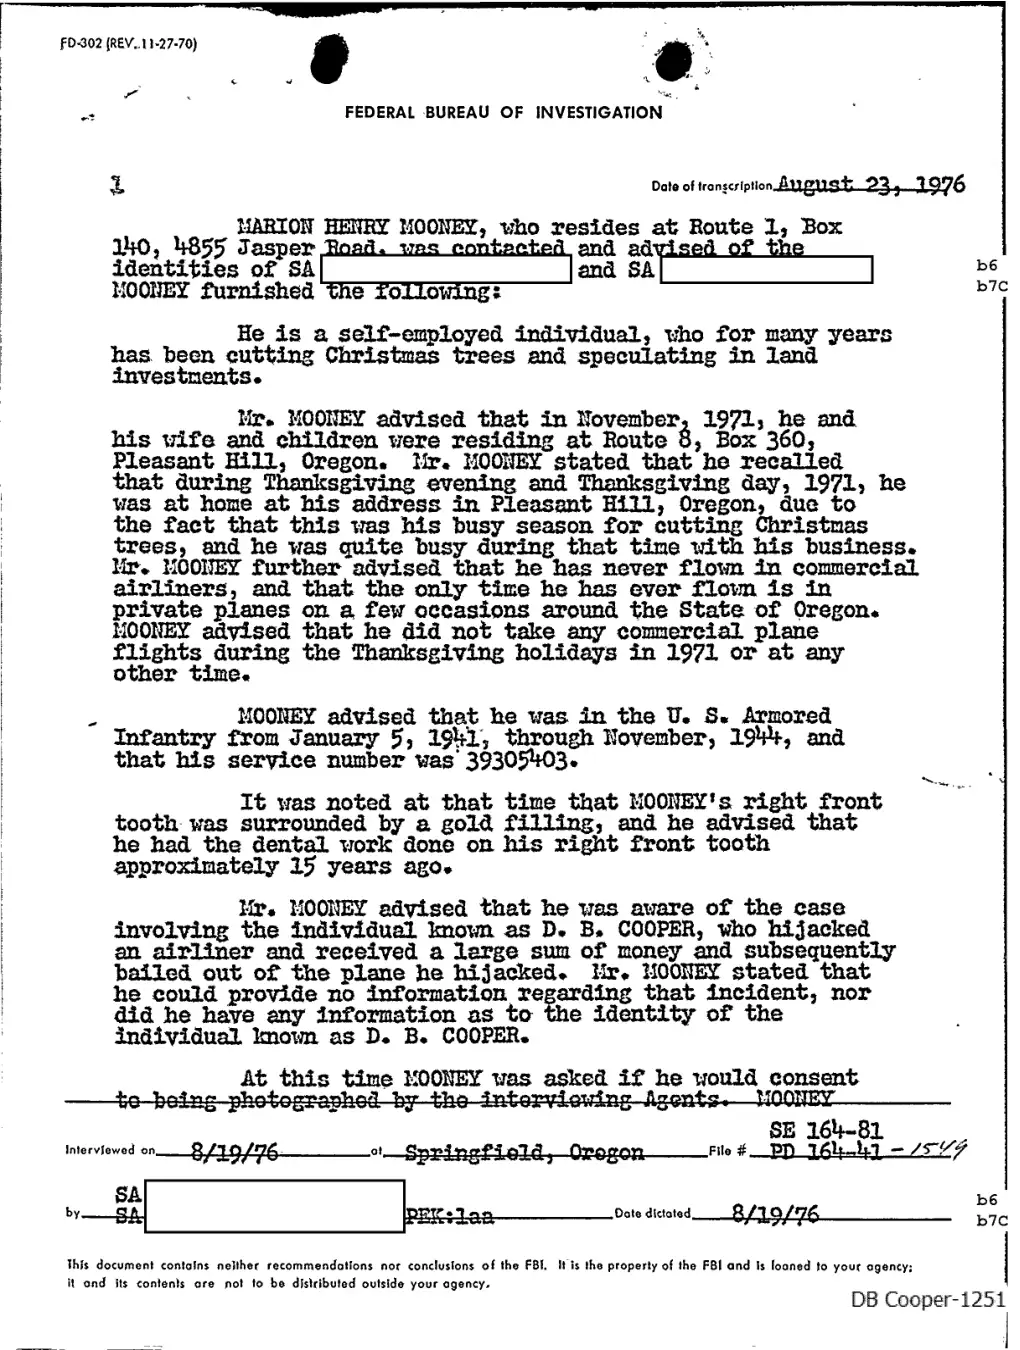 FD-302 (REV. 11-27-70)
FEDERAL BUREAU OF INVESTIGATION
1
Date of transcription August 23, 1976
MARION HENRY MOONEY, who resides at Route 1, Box
140, 4855 Jasper Road, was contacted and advised of the
identities of SA and SA
b6
MOONEY furnished the following:
b7C
He is a self-employed individual, who for many years
has been cutting Christmas trees and speculating in land
investments.
Mr. MOONEY advised that in November, 1971, he and
his wife and children were residing at Route 8, Box 360,
Pleasant Hill, Oregon. Mr. MOONEY stated that he recalled
that during Thanksgiving evening and Thanksgiving day, 1971, he
was at home at his address in Pleasant Hill, Oregon, due to
the fact that this was his busy season for cutting Christmas
trees, and he was quite busy during that time with his business.
Mr. MOONEY further advised that he has never flown in commercial
airliners, and that the only time he has ever flown is in
private planes on a few occasions around the State of Oregon.
MOONEY advised that he did not take any commercial plane
flights during the Thanksgiving holidays in 1971 or at any
other time.
MOONEY advised that he was in the U. S. Armored
Infantry from January 5, 1941, through November, 1944, and
that his service number was 39305403.
It was noted at that time that MOONEY's right front
tooth was surrounded by a gold filling, and he advised that
he had the dental work done on his right front tooth
approximately 15 years ago.
Mr. MOONEY advised that he was aware of the case
involving the individual known as D. B. COOPER, who hijacked
an airliner and received a large sum of money and subsequently
bailed out of the plane he hijacked. Mr. MOONEY stated that
he could provide no information regarding that incident, nor
did he have any information as to the identity of the
individual known as D. B. COOPER.
At this time MOONEY was asked if he would consent
to being photographed by the interviewing Agents. MOONEY
SE 164-81
Interviewed on 8/19/76 at Springfield, Oregon File # PD 164-41 - 1549
SA
by SA PEK:laa Date dictated 8/19/76
b6
b7C
This document contains neither recommendations nor conclusions of the FBI. It is the property of the FBI and is loaned to your agency;
it and its contents are not to be distributed outside your agency.
DB Cooper-1251